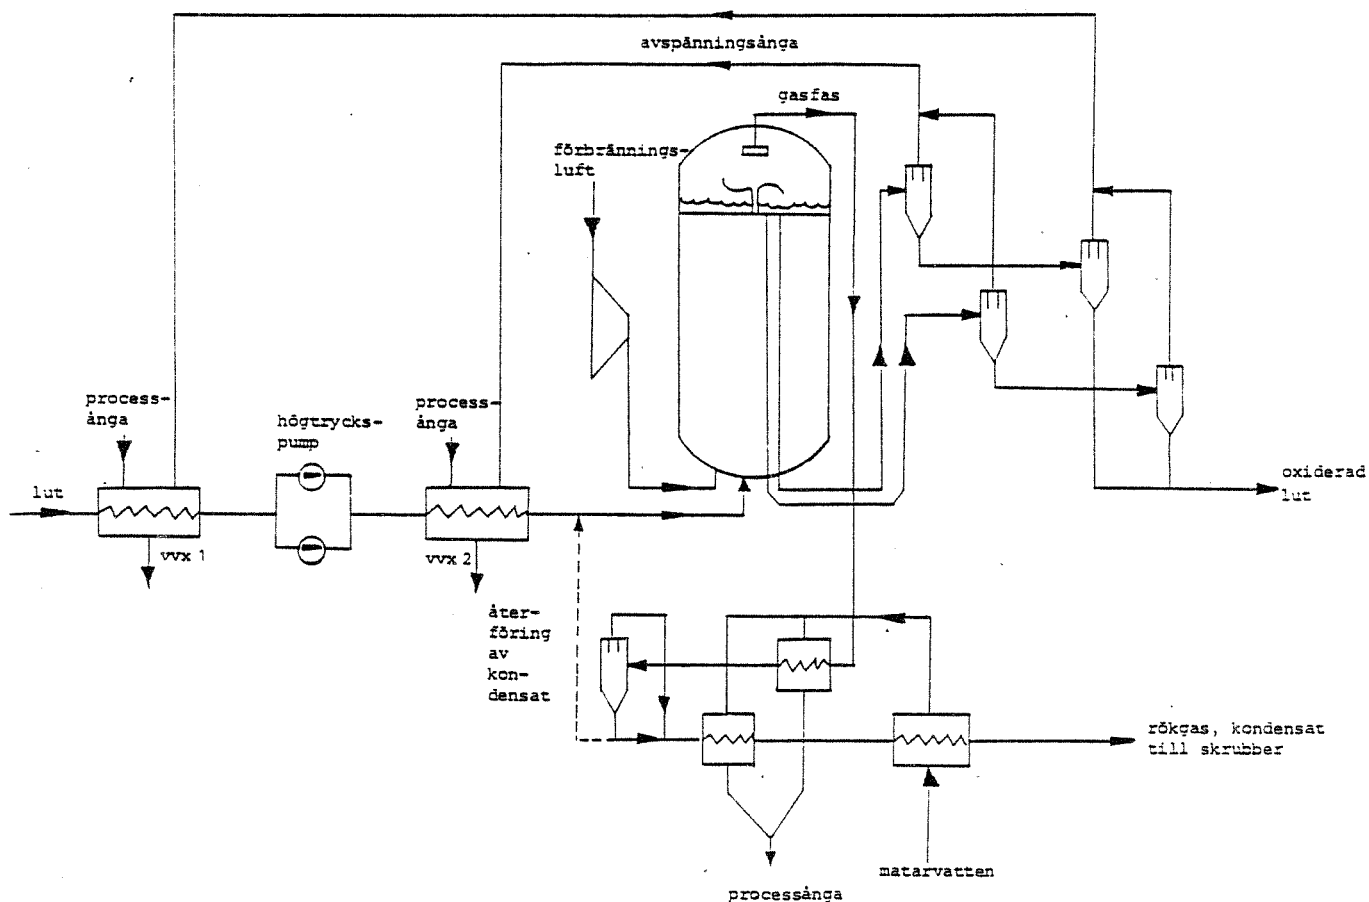 avspänningsånga
gasfas
förbrännings-
luft
process-
ånga
högtrycks-
pump
process-
ånga
lut
oxiderad
lut
vvx 1
vvx 2
åter-
föring
av
kon-
densat
rökgas, kondensat
till skrubber
matarvatten
processånga